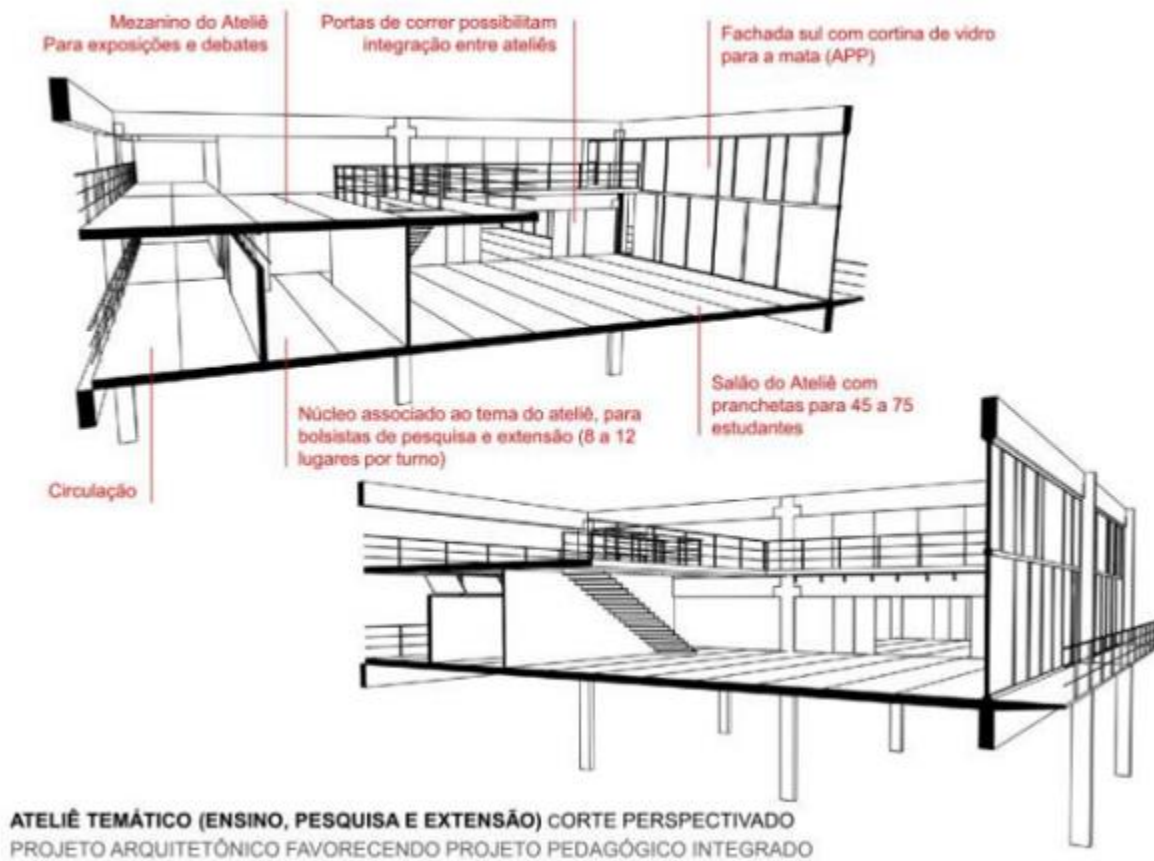 Mezanino do Ateliê
Para exposições e debates
Portas de correr possibilitam
integração entre ateliês
Fachada sul com cortina de vidro
para a mata (APP)
Salão do Ateliê com
pranchetas para 45 a 75
estudantes
Núcleo associado ao tema do ateliê, para
bolsistas de pesquisa e extensão (8 a 12
lugares por turno)
Circulação
ATELIÊ TEMÁTICO (ENSINO, PESQUISA E EXTENSÃO) CORTE PERSPECTIVADO
PROJETO ARQUITETÔNICO FAVORECENDO PROJETO PEDAGÓGICO INTEGRADO